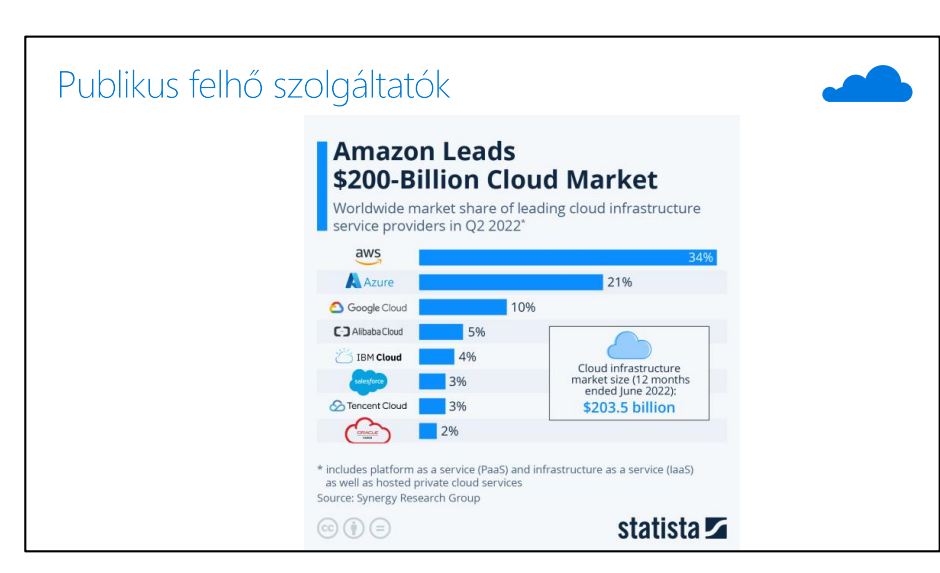 Publikus felhő szolgáltatók
Amazon Leads
$200-Billion Cloud Market
Worldwide market share of leading cloud infrastructure
service providers in Q2 2022*
aws
34%
Azure
21%
Google Cloud
10%
Alibaba Cloud
5%
IBM Cloud
4%
salesforce
3%
Tencent Cloud
3%
ORACLE
CLOUD
2%
Cloud infrastructure
market size (12 months
ended June 2022):
$203.5 billion
* includes platform as a service (PaaS) and infrastructure as a service (IaaS)
as well as hosted private cloud services
Source: Synergy Research Group
cc
statista